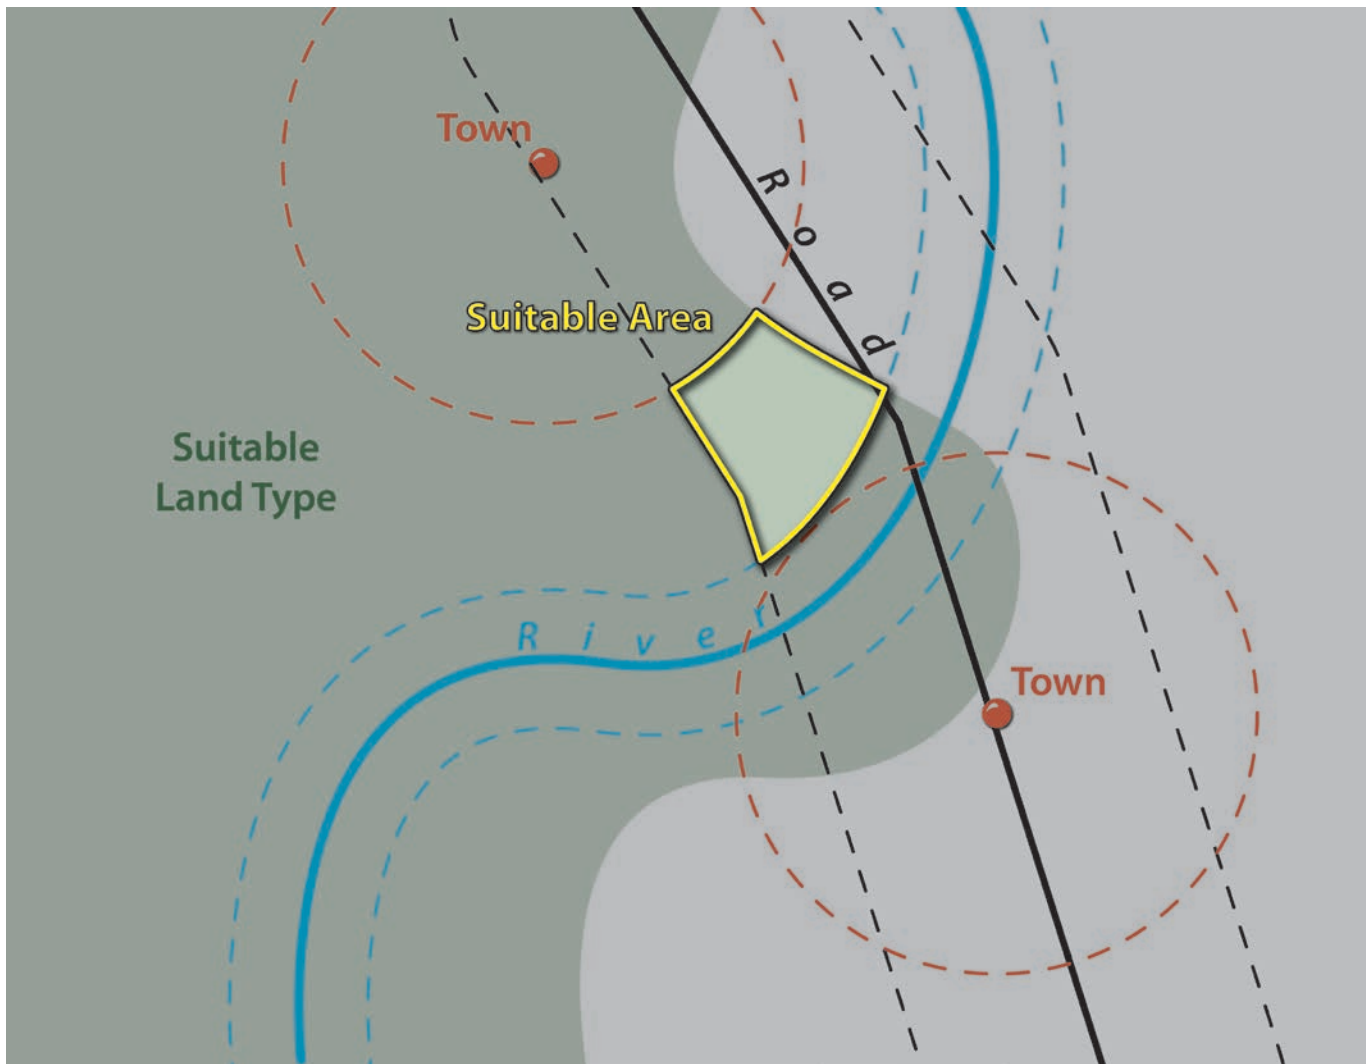 Town
Road
Suitable Area
Suitable
Land Type
River
Town